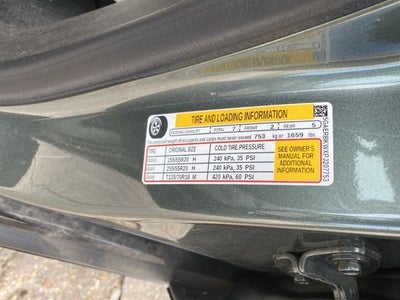 TIRE AND LOADING INFORMATION
SEATING CAPACITY TOTAL 7 FRONT 2 REAR 5
The combined weight of occupants and cargo must never exceed 753 kg or 1659 lbs.
TIRE ORIGINAL SIZE COLD TIRE PRESSURE
FRONT 255/55R20 H 240 kPa, 35 PSI
REAR 255/55R20 H 240 kPa, 35 PSI
SPARE T135/70R18 M 420 kPa, 60 PSI
SEE OWNER'S
MANUAL FOR
ADDITIONAL
INFORMATION